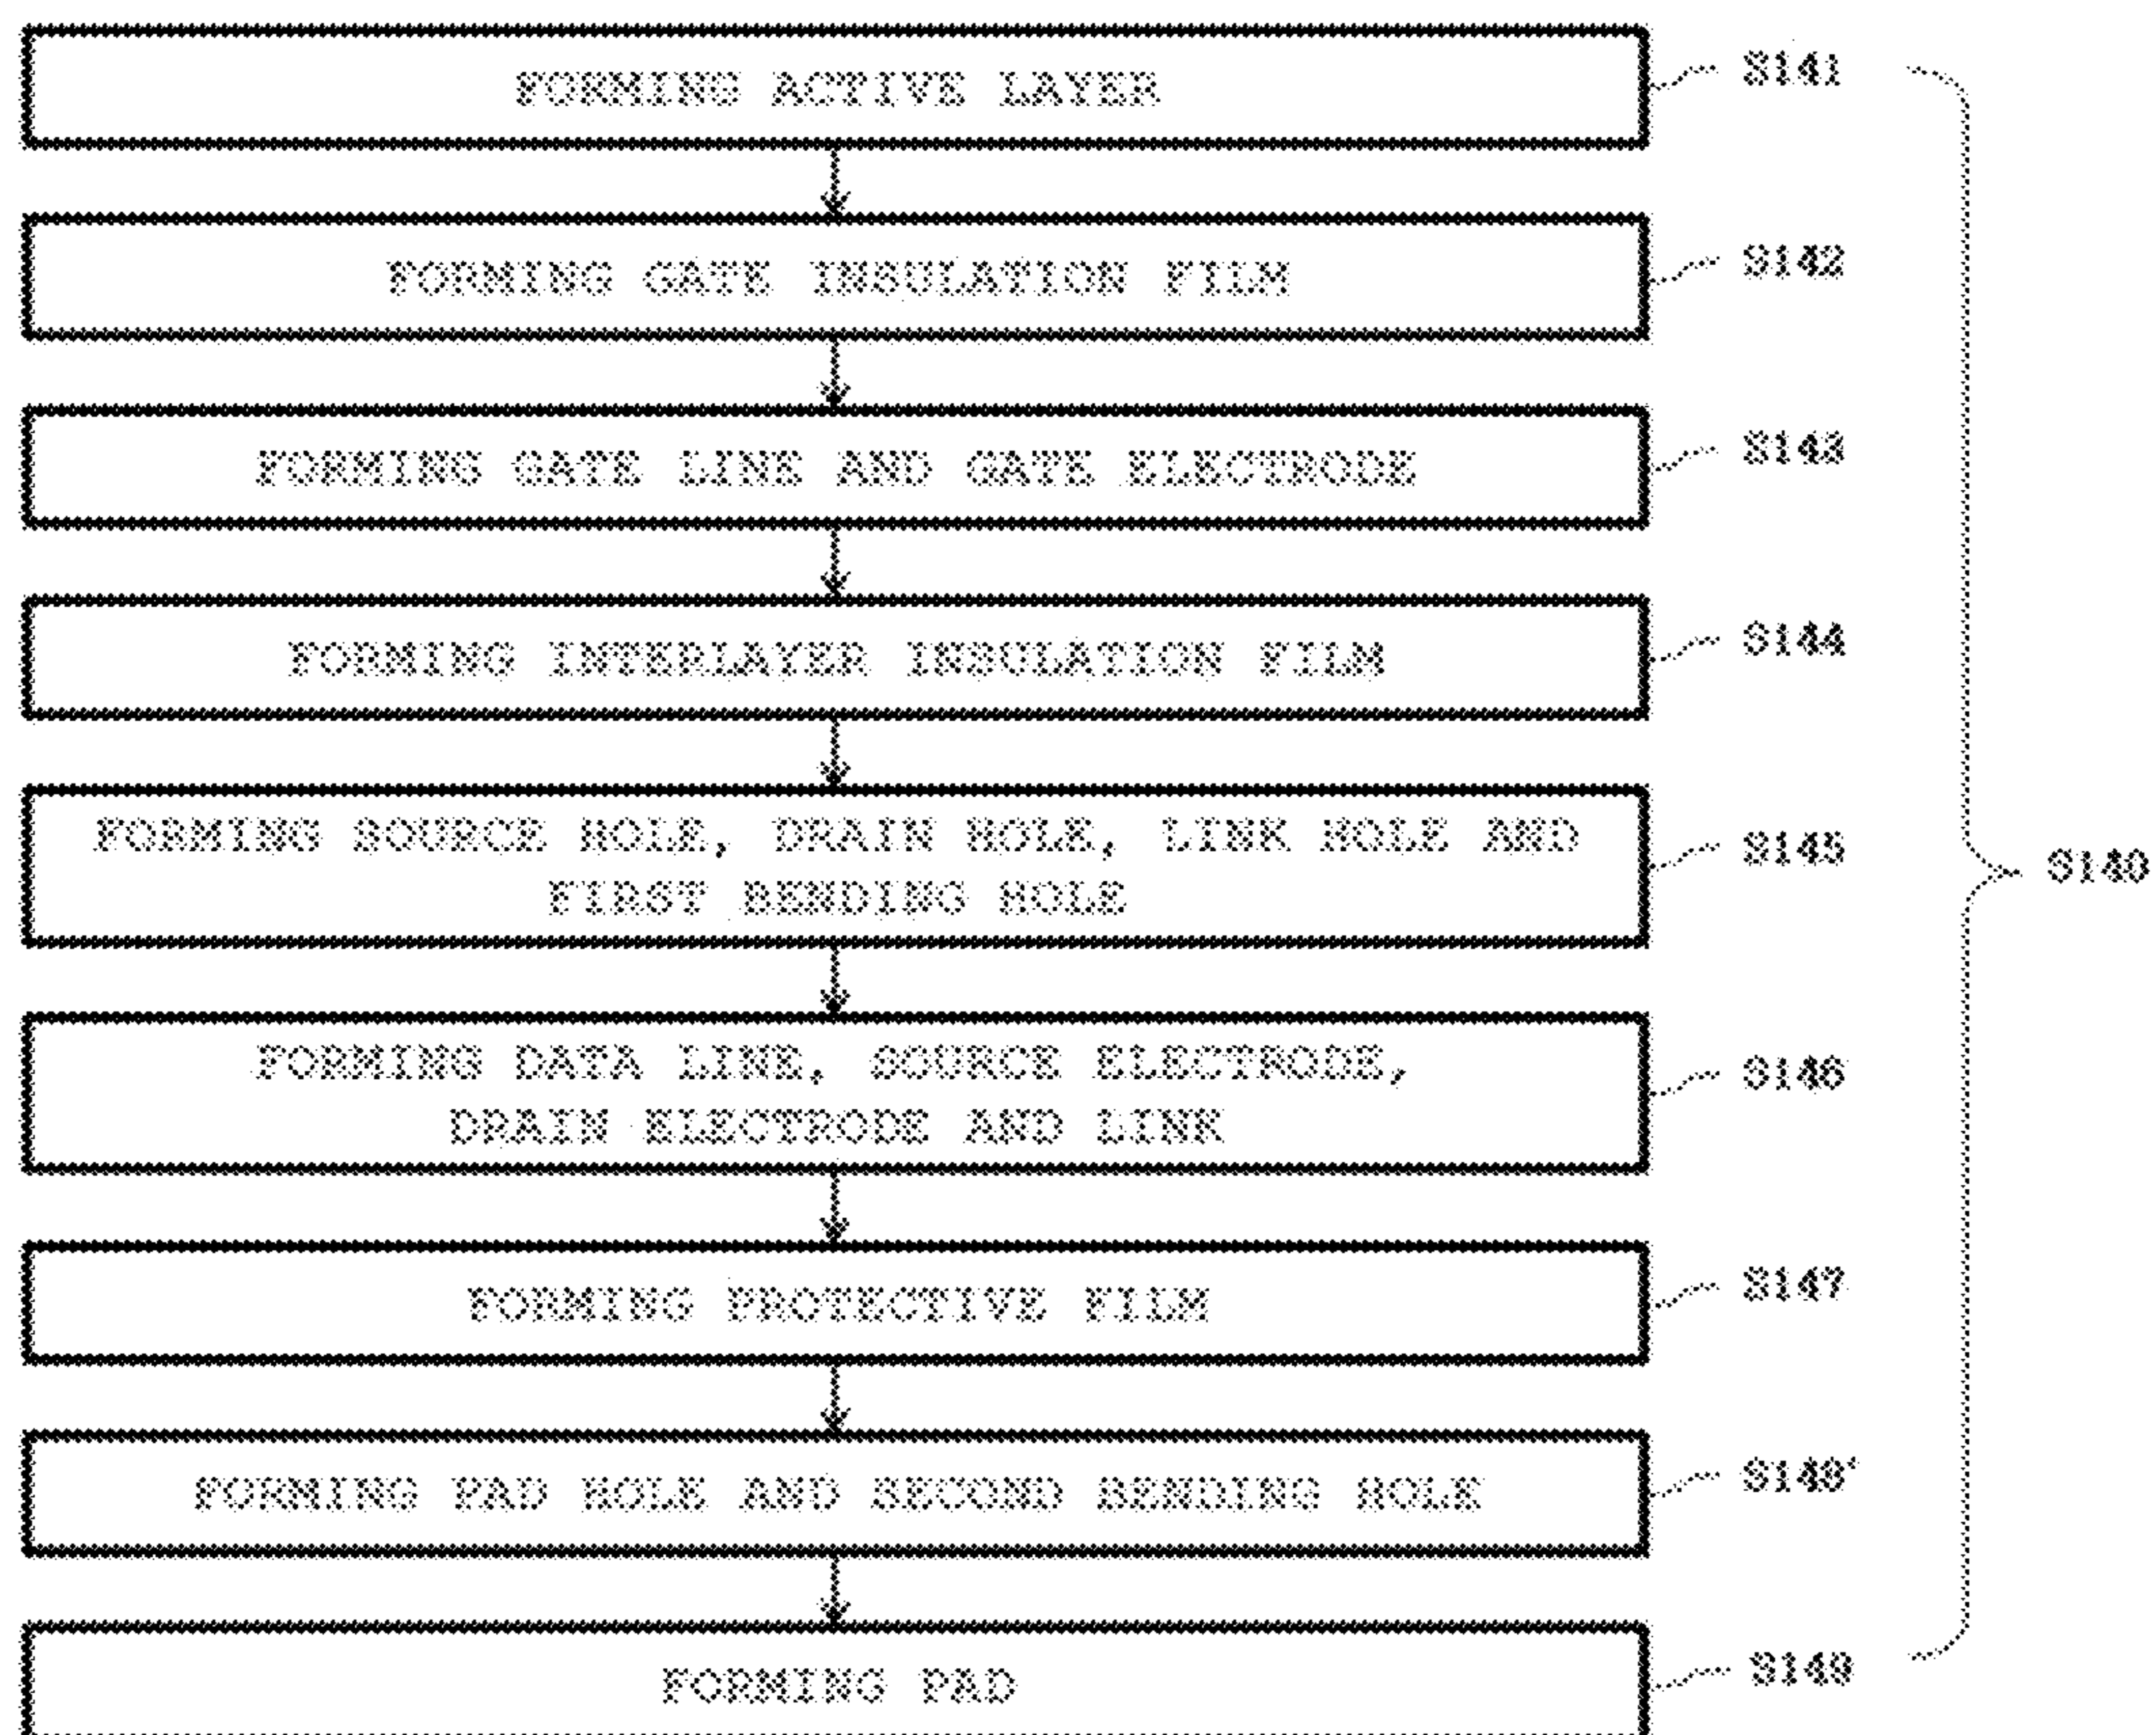 FORMING ACTIVE LAYER
S141
FORMING GATE INSULATION FILM
S142
FORMING GATE LINE AND GATE ELECTRODE
S143
FORMING INTERLAYER INSULATION FILM
S144
FORMING SOURCE HOLE, DRAIN HOLE, LINK HOLE AND
FIRST BENDING HOLE
S145
S140
FORMING DATA LINE, SOURCE ELECTRODE,
DRAIN ELECTRODE AND LINK
S146
FORMING PROTECTIVE FILM
S147
FORMING PAD HOLE AND SECOND BENDING HOLE
S148'
FORMING PAD
S149